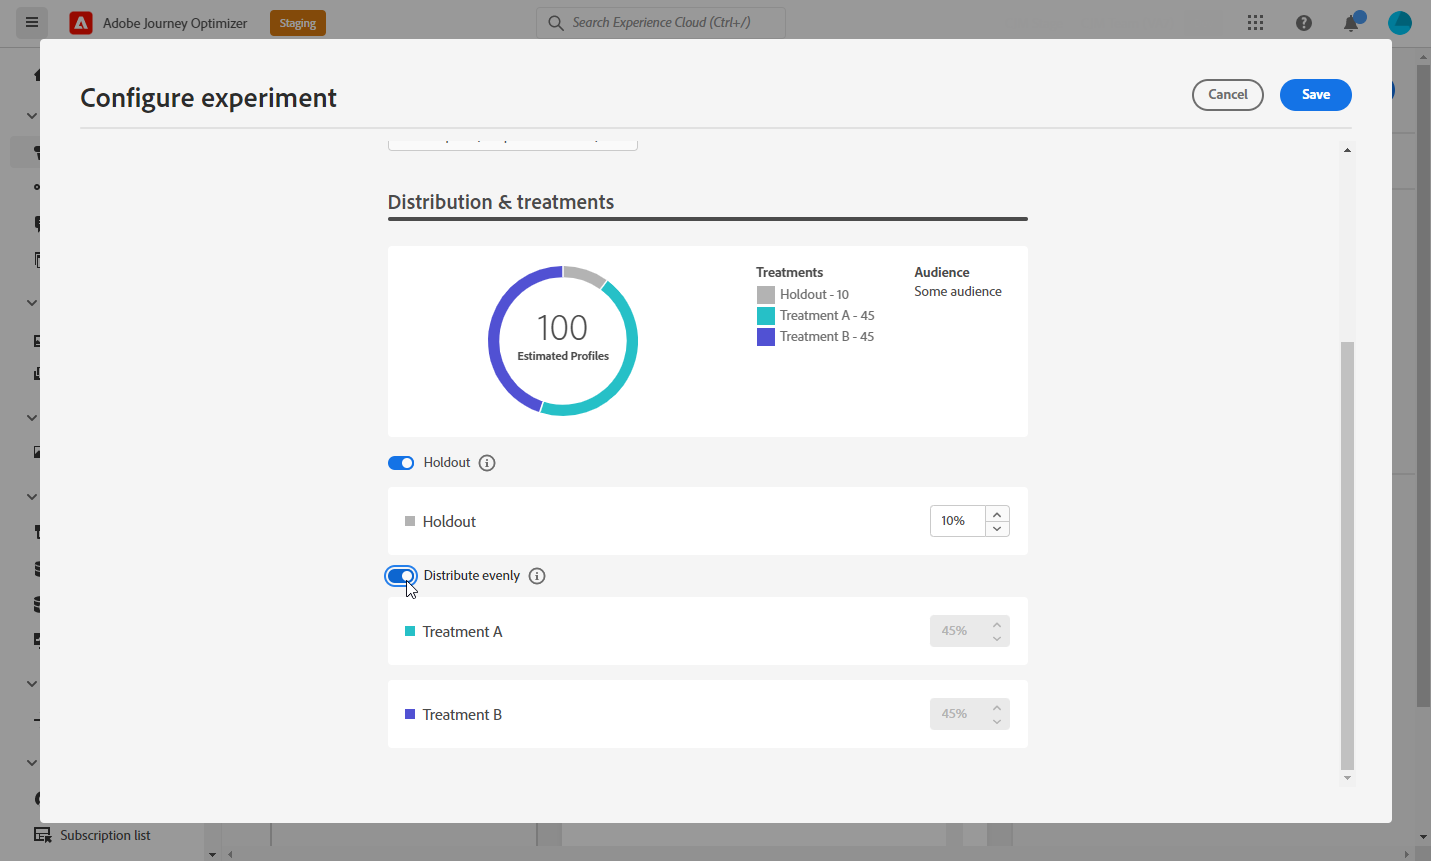 Adobe Journey Optimizer
Staging
Search Experience Cloud (Ctrl+/)
Configure experiment
Cancel
Save
Distribution & treatments
100
Estimated Profiles
Treatments
Holdout - 10
Treatment A - 45
Treatment B - 45
Audience
Some audience
Holdout
Holdout
10%
Distribute evenly
Treatment A
45%
Treatment B
45%
Subscription list